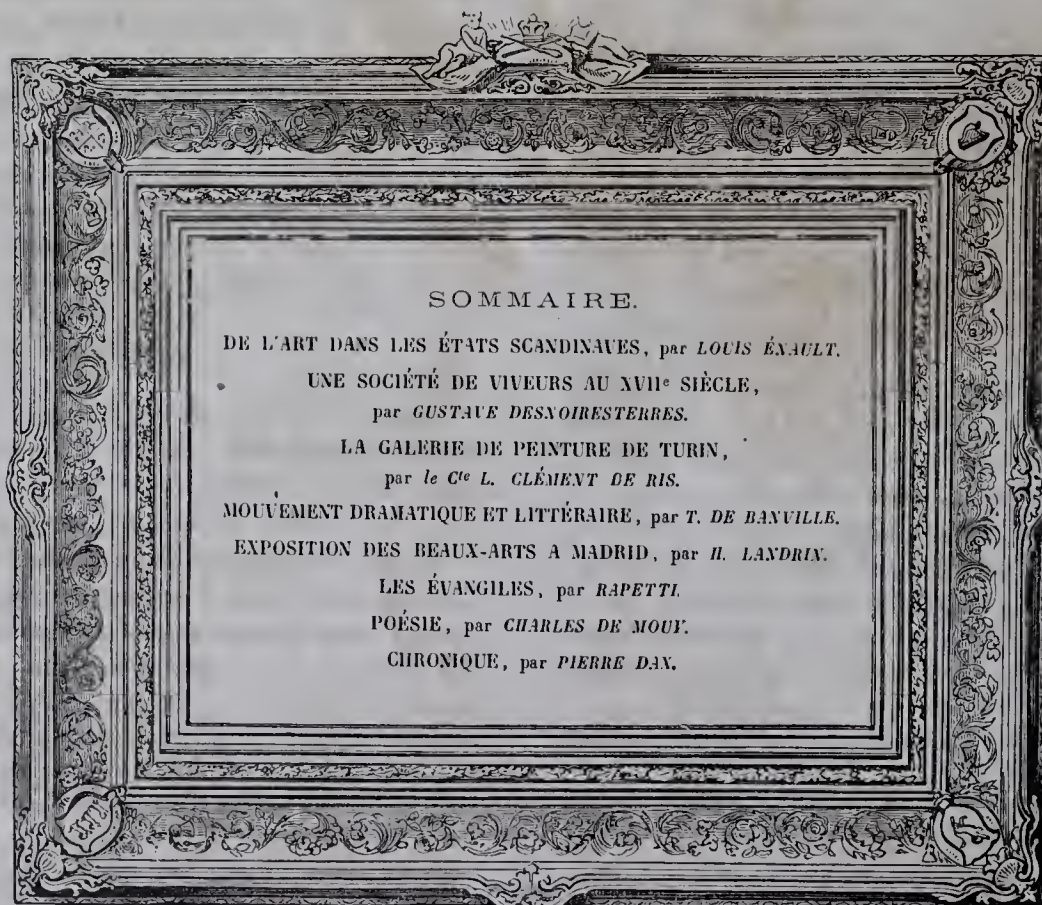 SOMMAIRE.
DE L'ART DANS LES ÉTATS SCANDINAVES, par LOUIS ÉNAULT.
UNE SOCIÉTÉ DE VIVEURS AU XVIIe SIÈCLE,
par GUSTAVE DESNOIRESTERRES.
LA GALERIE DE PEINTURE DE TURIN,
par le Cte L. CLÉMENT DE RIS.
MOUVEMENT DRAMATIQUE ET LITTÉRAIRE, par T. DE BANVILLE.
EXPOSITION DES BEAUX-ARTS A MADRID, par H. LANDRIN.
LES ÉVANGILES, par RAPETTI.
POÉSIE, par CHARLES DE MOUY.
CHRONIQUE, par PIERRE DAX.